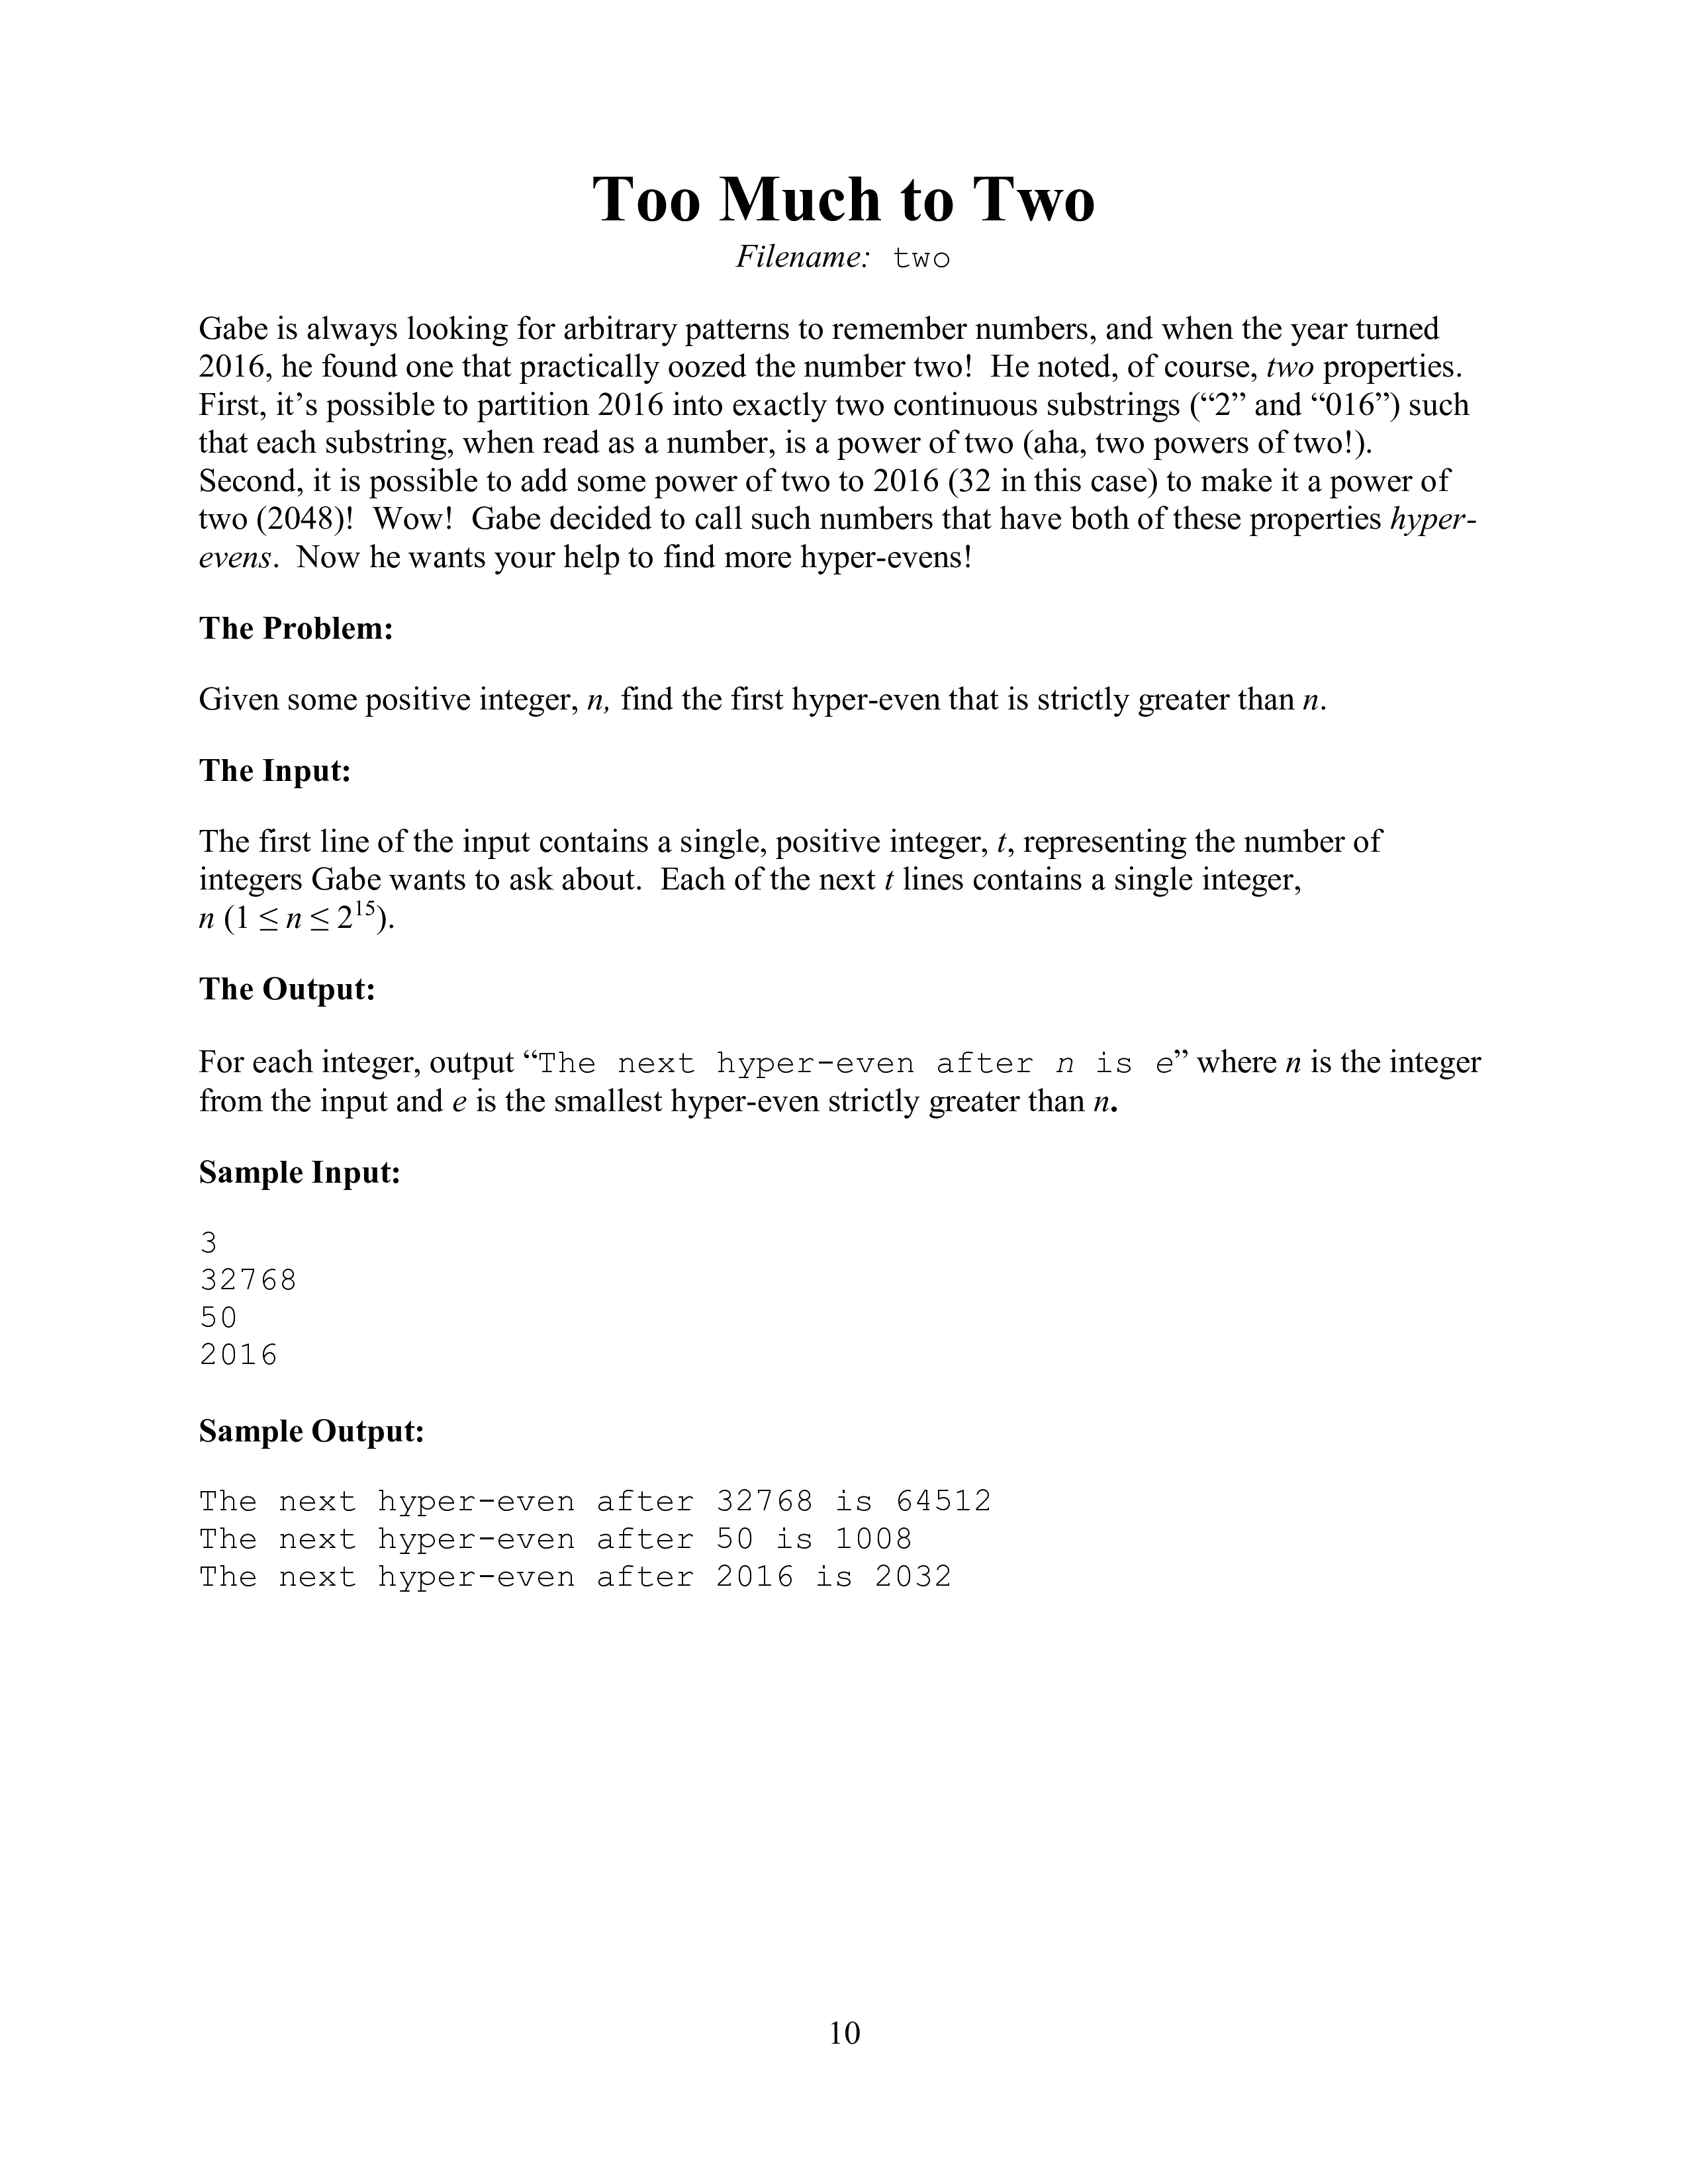 Too Much to Two
Filename: two
Gabe is always looking for arbitrary patterns to remember numbers, and when the year turned
2016, he found one that practically oozed the number two! He noted, of course, two properties.
First, it’s possible to partition 2016 into exactly two continuous substrings (“2” and “016”) such
that each substring, when read as a number, is a power of two (aha, two powers of two!).
Second, it is possible to add some power of two to 2016 (32 in this case) to make it a power of
two (2048)! Wow! Gabe decided to call such numbers that have both of these properties hyper-
evens. Now he wants your help to find more hyper-evens!
The Problem:
Given some positive integer, n, find the first hyper-even that is strictly greater than n.
The Input:
The first line of the input contains a single, positive integer, t, representing the number of
integers Gabe wants to ask about. Each of the next t lines contains a single integer,
n (1 ≤ n ≤ 2¹⁵).
The Output:
For each integer, output “The next hyper-even after n is e” where n is the integer
from the input and e is the smallest hyper-even strictly greater than n.
Sample Input:
3
32768
50
2016
Sample Output:
The next hyper-even after 32768 is 64512
The next hyper-even after 50 is 1008
The next hyper-even after 2016 is 2032
10